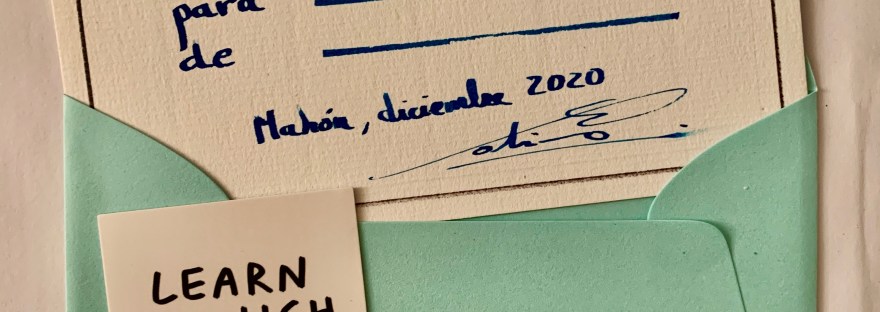 para
de
Mahón, diciembre 2020
LEARN